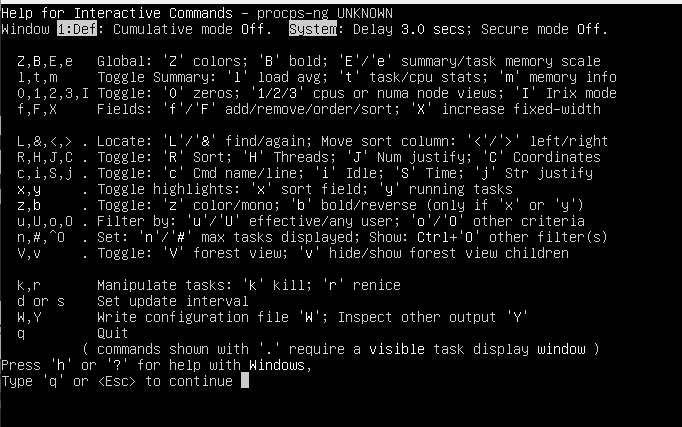 Help for Interactive Commands - procps-ng UNKNOWN
Window 1:Def: Cumulative mode Off.  System: Delay 3.0 secs; Secure mode Off.
  Z,B,E,e   Global: 'Z' colors; 'B' bold; 'E'/'e' summary/task memory scale
  l,t,m     Toggle Summary: 'l' load avg; 't' task/cpu stats; 'm' memory info
  0,1,2,3,I Toggle: '0' zeros; '1/2/3' cpus or numa node views; 'I' Irix mode
  f,F,X     Fields: 'f'/'F' add/remove/order/sort; 'X' increase fixed-width
  L,&,<,> . Locate: 'L'/'&' find/again; Move sort column: '<'/'>' left/right
  R,H,J,C . Toggle: 'R' Sort; 'H' Threads; 'J' Num justify; 'C' Coordinates
  c,i,S,j . Toggle: 'c' Cmd name/line; 'i' Idle; 'S' Time; 'j' Str justify
  x,y     . Toggle highlights: 'x' sort field; 'y' running tasks
  z,b     . Toggle: 'z' color/mono; 'b' bold/reverse (only if 'x' or 'y')
  u,U,o,O . Filter by: 'u'/'U' effective/any user; 'o'/'O' other criteria
  n,#,^O  . Set: 'n'/'#' max tasks displayed; Show: Ctrl+'O' other filter(s)
  V,v     . Toggle: 'V' forest view; 'v' hide/show forest view children
  k,r       Manipulate tasks: 'k' kill; 'r' renice
  d or s    Set update interval
  W,Y       Write configuration file 'W'; Inspect other output 'Y'
  q         Quit
          ( commands shown with '.' require a visible task display window )
Press 'h' or '?' for help with Windows,
Type 'q' or <Esc> to continue